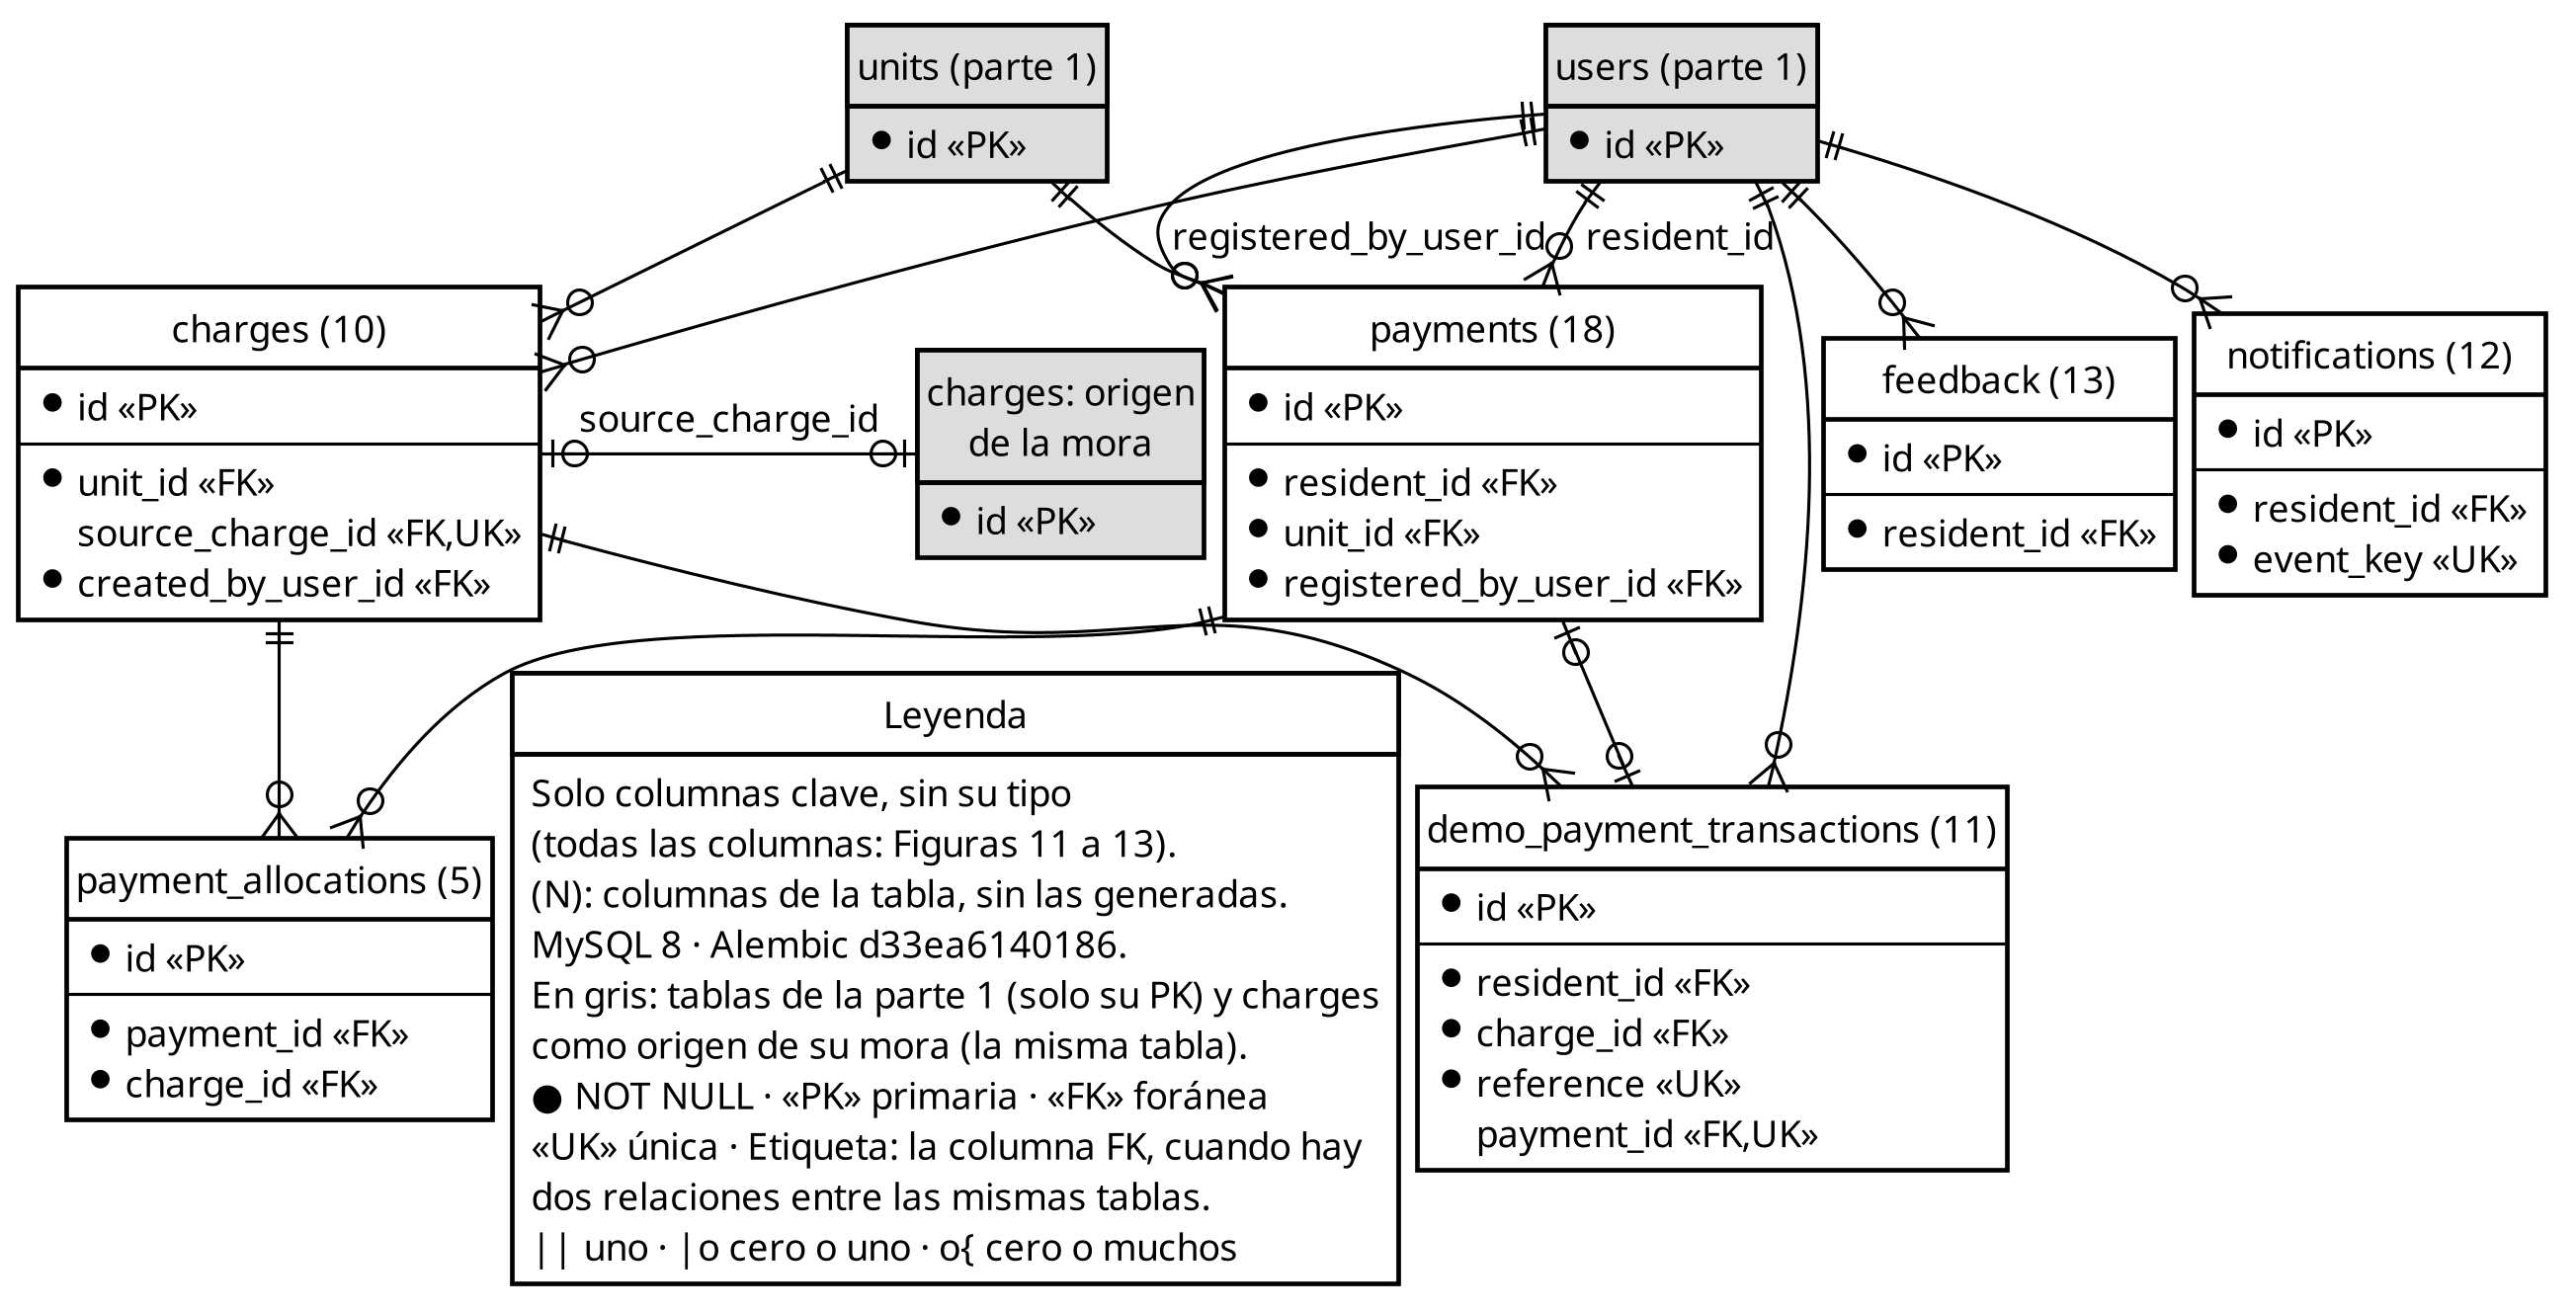 units (parte 1)
● id «PK»
users (parte 1)
● id «PK»
registered_by_user_id
resident_id
charges (10)
● id «PK»
● unit_id «FK»
source_charge_id «FK,UK»
● created_by_user_id «FK»
source_charge_id
charges: origen
de la mora
● id «PK»
payments (18)
● id «PK»
● resident_id «FK»
● unit_id «FK»
● registered_by_user_id «FK»
feedback (13)
● id «PK»
● resident_id «FK»
notifications (12)
● id «PK»
● resident_id «FK»
● event_key «UK»
payment_allocations (5)
● id «PK»
● payment_id «FK»
● charge_id «FK»
Leyenda
Solo columnas clave, sin su tipo
(todas las columnas: Figuras 11 a 13).
(N): columnas de la tabla, sin las generadas.
MySQL 8 · Alembic d33ea6140186.
En gris: tablas de la parte 1 (solo su PK) y charges
como origen de su mora (la misma tabla).
● NOT NULL · «PK» primaria · «FK» foránea
«UK» única · Etiqueta: la columna FK, cuando hay
dos relaciones entre las mismas tablas.
|| uno · |o cero o uno · o{ cero o muchos
demo_payment_transactions (11)
● id «PK»
● resident_id «FK»
● charge_id «FK»
● reference «UK»
payment_id «FK,UK»